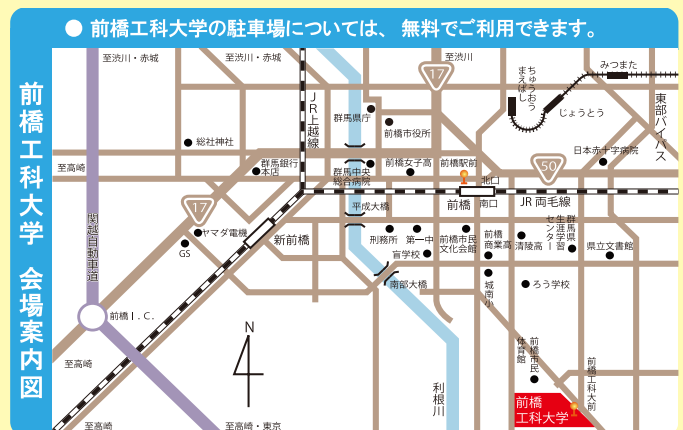 ● 前橋工科大学の駐車場については、無料でご利用できます。
前橋工科大学 会場案内図
至渋川・赤城
至渋川・赤城
至渋川
17
みつまた
ちゅうおう
まえばし
じょうとう
東部バイパス
JR上越線
群馬県庁
前橋市役所
総社神社
日本赤十字病院
至高崎
群馬銀行
本店
群馬中央
総合病院
前橋女子高
前橋駅前
50
北口
前橋
南口
JR両毛線
17
平成大橋
関越自動車道
ヤマダ電機
GS
新前橋
刑務所
第一中
前橋市民
文化会館
前橋
商業高
清陵高
群馬県
生涯学習
センター
県立文書館
盲学校
南部大橋
城南小
ろう学校
前橋I.C.
N
前橋市民
体育館
前橋工科大前
至高崎
利根川
前橋
工科大学
至高崎
至高崎・東京